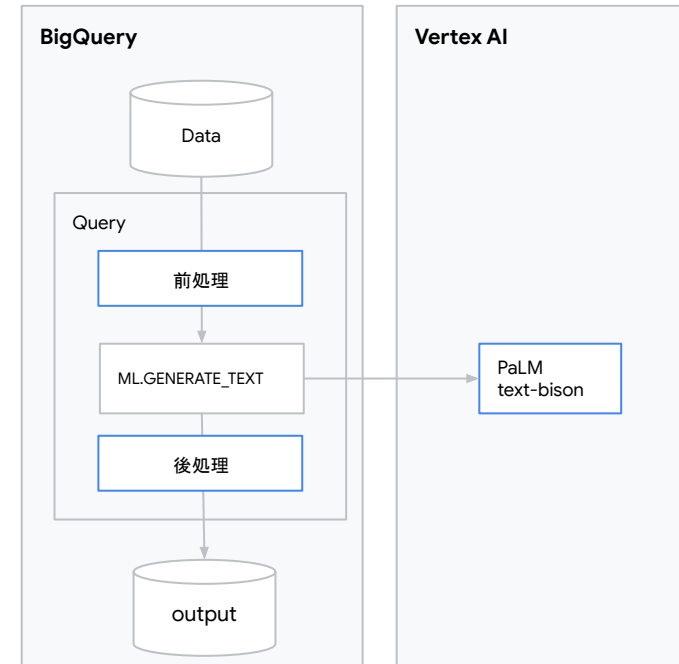 BigQuery
Vertex AI
Data
Query
前処理
ML.GENERATE_TEXT
PaLM
text-bison
後処理
output